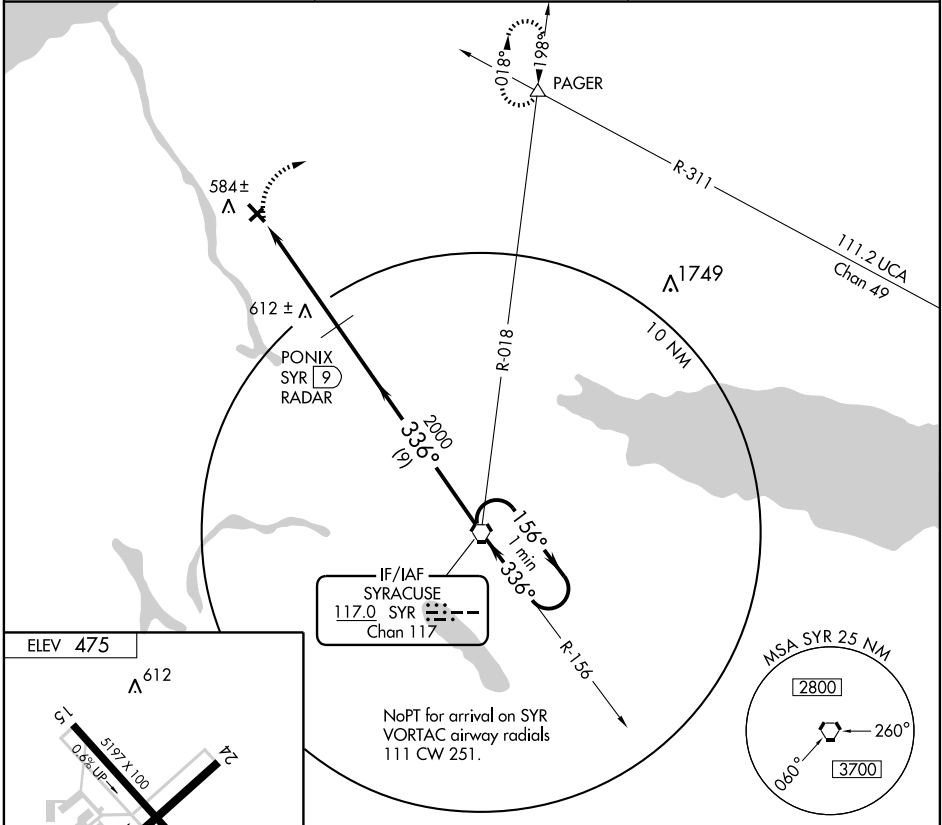 018°
198°
PAGER
R-311
111.2 UCA
Chan 49
584 ±
1749
612 ±
10 NM
R-018
PONIX
SYR 9
RADAR
2000
336°
(9)
156°
1 min
336°
IF/IAF
SYRACUSE
117.0 SYR
Chan 117
R-156
NoPT for arrival on SYR
VORTAC airway radials
111 CW 251.
MSA SYR 25 NM
2800
260°
060°
3700
ELEV 475
612
15
5197 X 100
0.6% UP
24